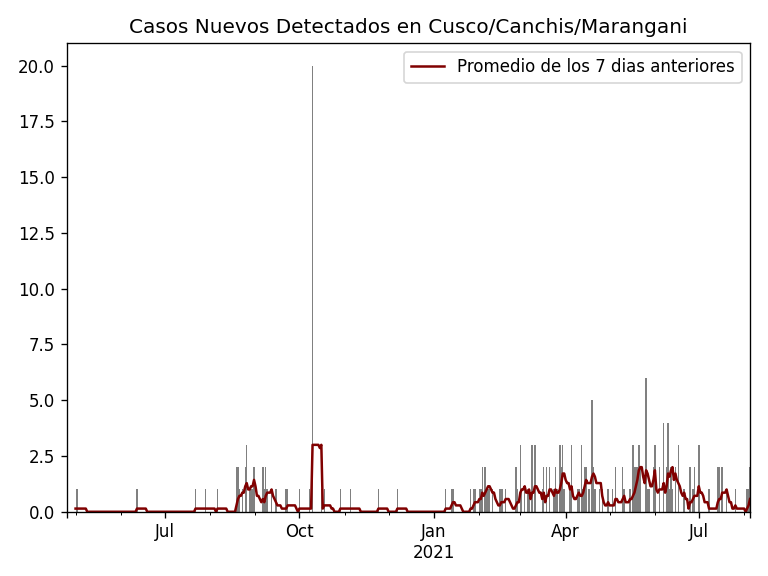 Casos Nuevos Detectados en Cusco/Canchis/Marangani
Promedio de los 7 dias anteriores
20.0
17.5
15.0
12.5
10.0
7.5
5.0
2.5
0.0
Jul
Oct
Jan
2021
Apr
Jul